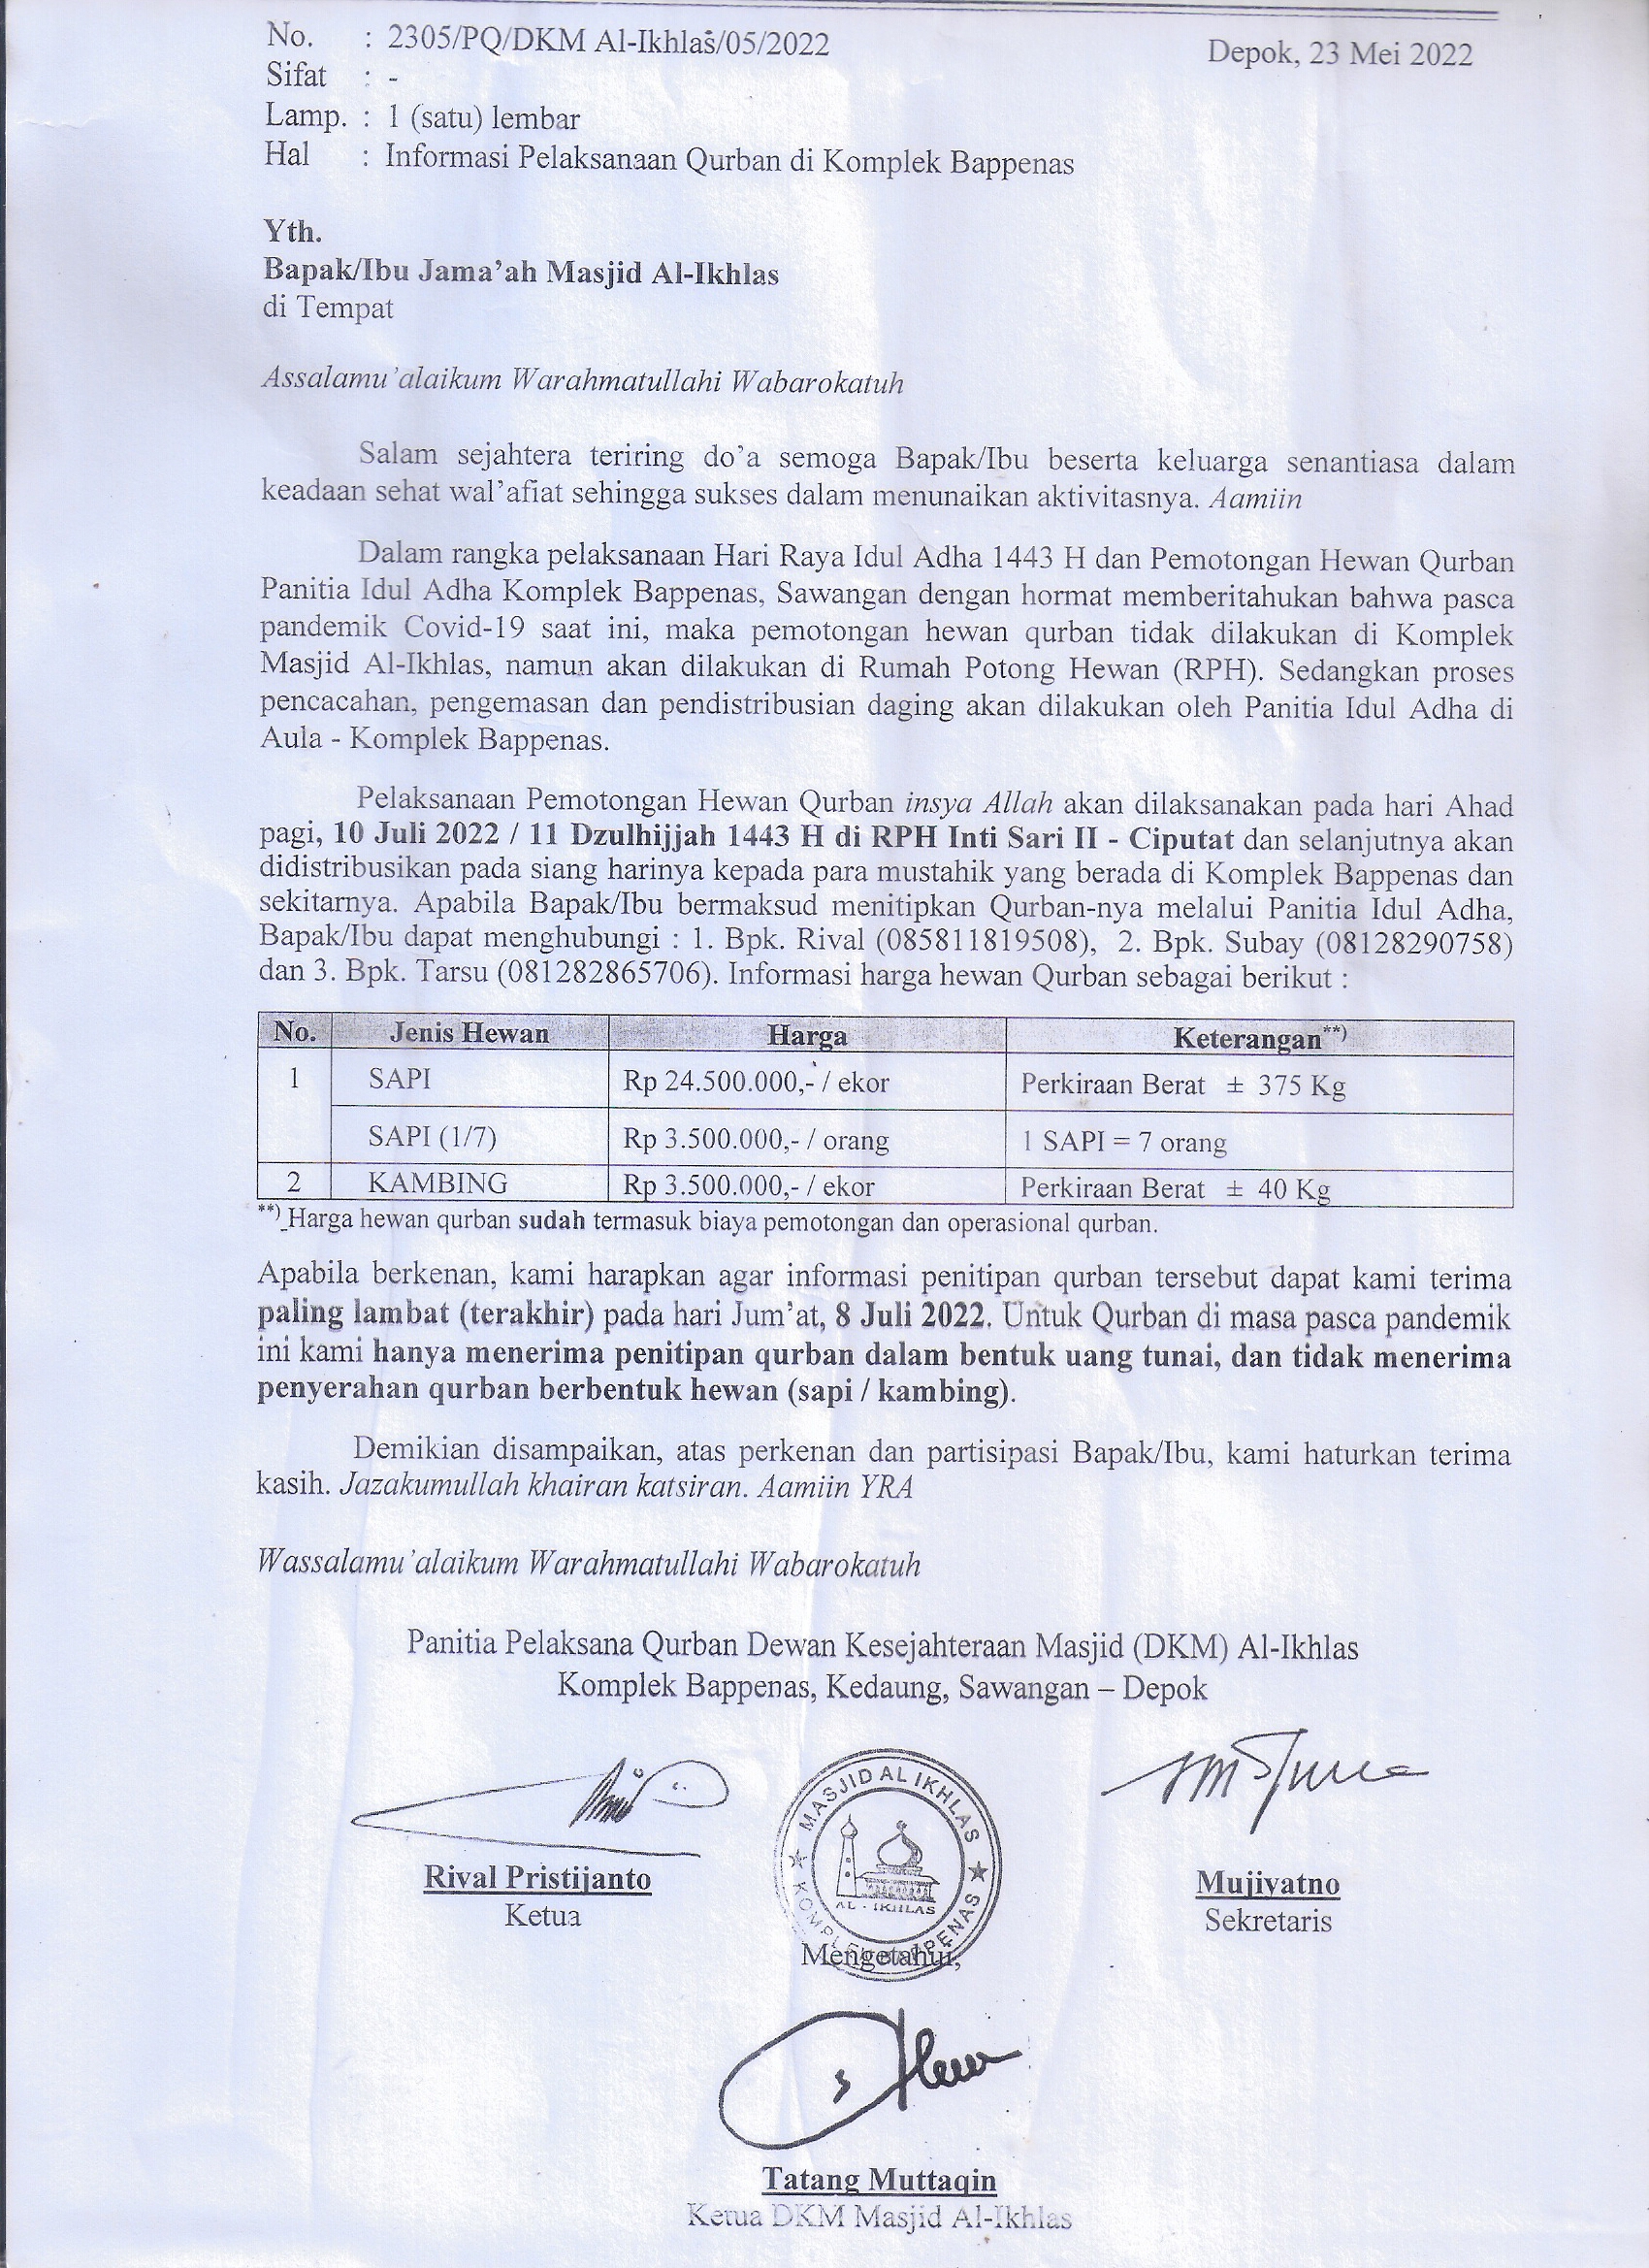 No. : 2305/PQ/DKM Al-Ikhlas/05/2022
Depok, 23 Mei 2022
Sifat : -
Lamp. : 1 (satu) lembar
Hal : Informasi Pelaksanaan Qurban di Komplek Bappenas
Yth.
Bapak/Ibu Jama'ah Masjid Al-Ikhlas
di Tempat
Assalamu'alaikum Warahmatullahi Wabarokatuh
Salam sejahtera teriring do'a semoga Bapak/Ibu beserta keluarga senantiasa dalam
keadaan sehat wal'afiat sehingga sukses dalam menunaikan aktivitasnya. Aamiin
Dalam rangka pelaksanaan Hari Raya Idul Adha 1443 H dan Pemotongan Hewan Qurban
Panitia Idul Adha Komplek Bappenas, Sawangan dengan hormat memberitahukan bahwa pasca
pandemik Covid-19 saat ini, maka pemotongan hewan qurban tidak dilakukan di Komplek
Masjid Al-Ikhlas, namun akan dilakukan di Rumah Potong Hewan (RPH). Sedangkan proses
pencacahan, pengemasan dan pendistribusian daging akan dilakukan oleh Panitia Idul Adha di
Aula - Komplek Bappenas.
Pelaksanaan Pemotongan Hewan Qurban insya Allah akan dilaksanakan pada hari Ahad
pagi, 10 Juli 2022 / 11 Dzulhijjah 1443 H di RPH Inti Sari II - Ciputat dan selanjutnya akan
didistribusikan pada siang harinya kepada para mustahik yang berada di Komplek Bappenas dan
sekitarnya. Apabila Bapak/Ibu bermaksud menitipkan Qurban-nya melalui Panitia Idul Adha,
Bapak/Ibu dapat menghubungi : 1. Bpk. Rival (085811819508), 2. Bpk. Subay (08128290758)
dan 3. Bpk. Tarsu (081282865706). Informasi harga hewan Qurban sebagai berikut :
No. Jenis Hewan Harga Keterangan**)
1 SAPI Rp 24.500.000,- / ekor Perkiraan Berat ± 375 Kg
SAPI (1/7) Rp 3.500.000,- / orang 1 SAPI = 7 orang
2 KAMBING Rp 3.500.000,- / ekor Perkiraan Berat ± 40 Kg
**) Harga hewan qurban sudah termasuk biaya pemotongan dan operasional qurban.
Apabila berkenan, kami harapkan agar informasi penitipan qurban tersebut dapat kami terima
paling lambat (terakhir) pada hari Jum'at, 8 Juli 2022. Untuk Qurban di masa pasca pandemik
ini kami hanya menerima penitipan qurban dalam bentuk uang tunai, dan tidak menerima
penyerahan qurban berbentuk hewan (sapi / kambing).
Demikian disampaikan, atas perkenan dan partisipasi Bapak/Ibu, kami haturkan terima
kasih. Jazakumullah khairan katsiran. Aamiin YRA
Wassalamu'alaikum Warahmatullahi Wabarokatuh
Panitia Pelaksana Qurban Dewan Kesejahteraan Masjid (DKM) Al-Ikhlas
Komplek Bappenas, Kedaung, Sawangan – Depok
MASJID AL IKHLAS
AL - IKHLAS
KOMPLEK BAPPENAS
Rival Pristijanto
Ketua
Mujiyatno
Sekretaris
Mengetahui,
Tatang Muttaqin
Ketua DKM Masjid Al-Ikhlas